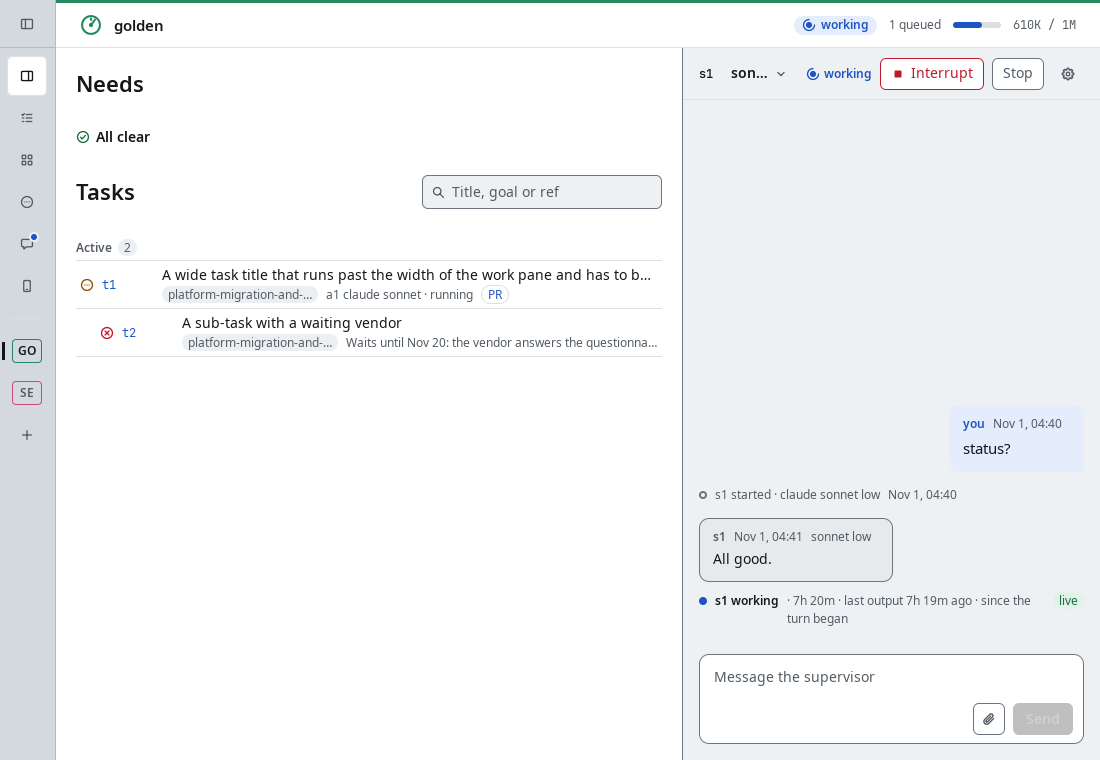 golden
working
1 queued
610K / 1M
Needs
All clear
Tasks
Title, goal or ref
Active 2
t1
A wide task title that runs past the width of the work pane and has to b…
platform-migration-and-…
a1 claude sonnet · running
PR
t2
A sub-task with a waiting vendor
platform-migration-and-…
Waits until Nov 20: the vendor answers the questionna…
GO
SE
s1
son…
working
Interrupt
Stop
you Nov 1, 04:40
status?
s1 started · claude sonnet low Nov 1, 04:40
s1 Nov 1, 04:41 sonnet low
All good.
s1 working · 7h 20m · last output 7h 19m ago · since the
turn began
live
Message the supervisor
Send